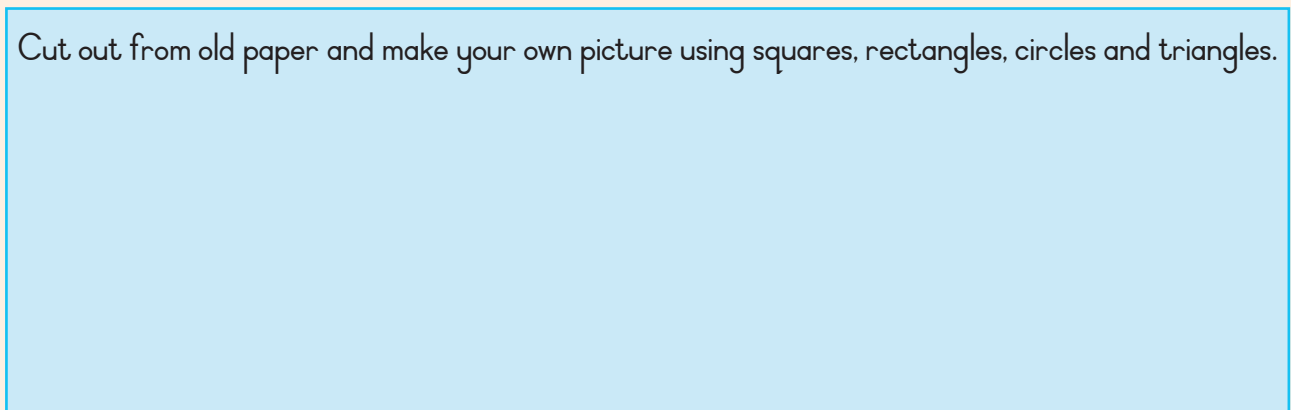 Cut out from old paper and make your own picture using squares, rectangles, circles and triangles.